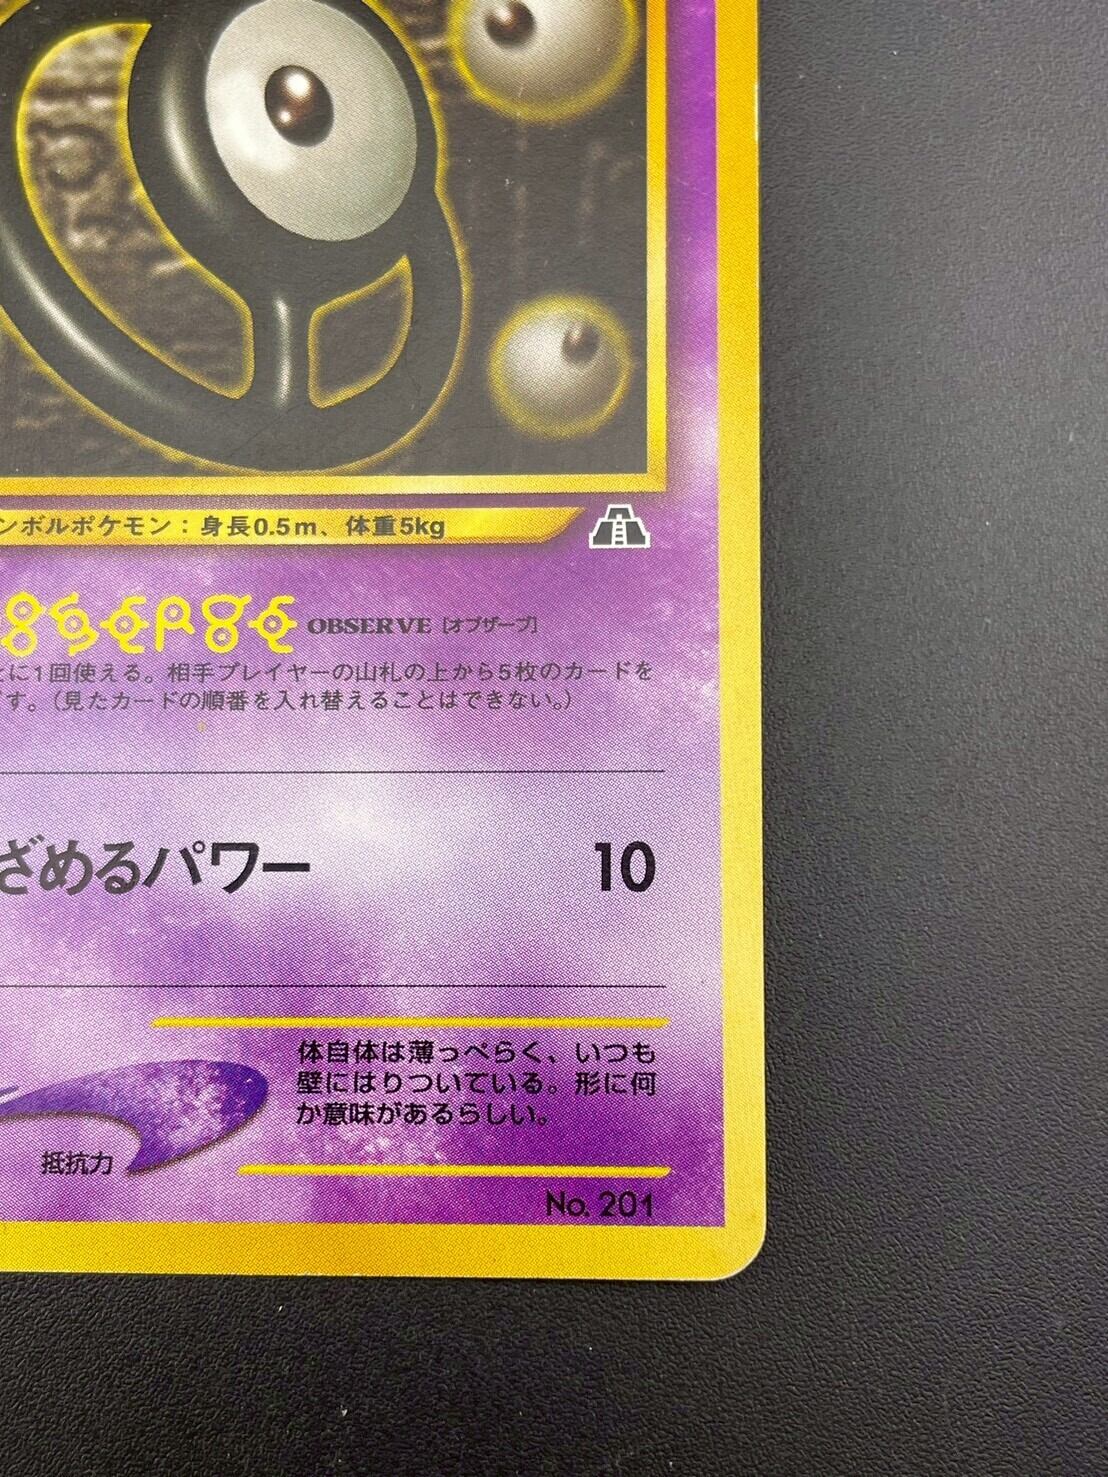 ンボルポケモン：身長0.5m、体重5kg
OBSERVE [オブザーブ]
に1回使える。相手プレイヤーの山札の上から5枚のカードを
す。（見たカードの順番を入れ替えることはできない。）
ざめるパワー 10
体自体は薄っぺらく、いつも
壁にはりついている。形に何
か意味があるらしい。
抵抗力
No. 201